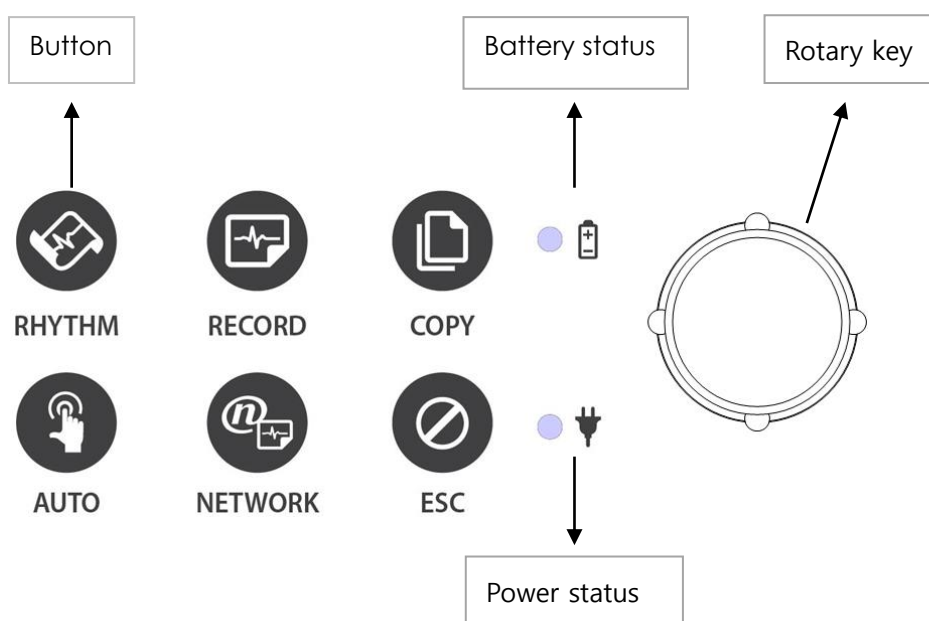 Button
Battery status
Rotary key
RHYTHM
RECORD
COPY
AUTO
NETWORK
ESC
Power status